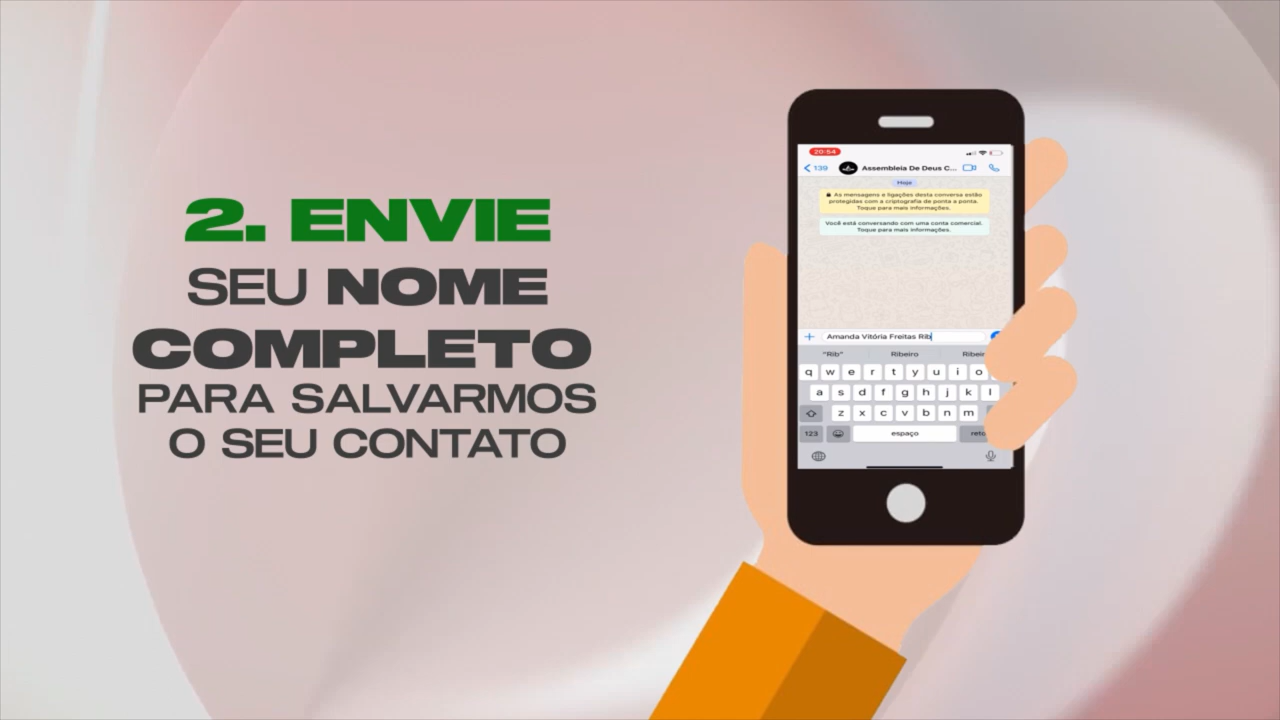 2. ENVIE
SEU NOME
COMPLETO
PARA SALVARMOS
O SEU CONTATO
20:54
139
Assembleia De Deus C...
Hoje
As mensagens e ligações desta conversa estão
protegidas com a criptografia de ponta a ponta.
Toque para mais informações.
Você está conversando com uma conta comercial.
Toque para mais informações.
Amanda Vitória Freitas Rib
"Rib" Ribeiro Ribeir
q w e r t y u i o
a s d f g h j k l
z x c v b n m
123 espaço reto